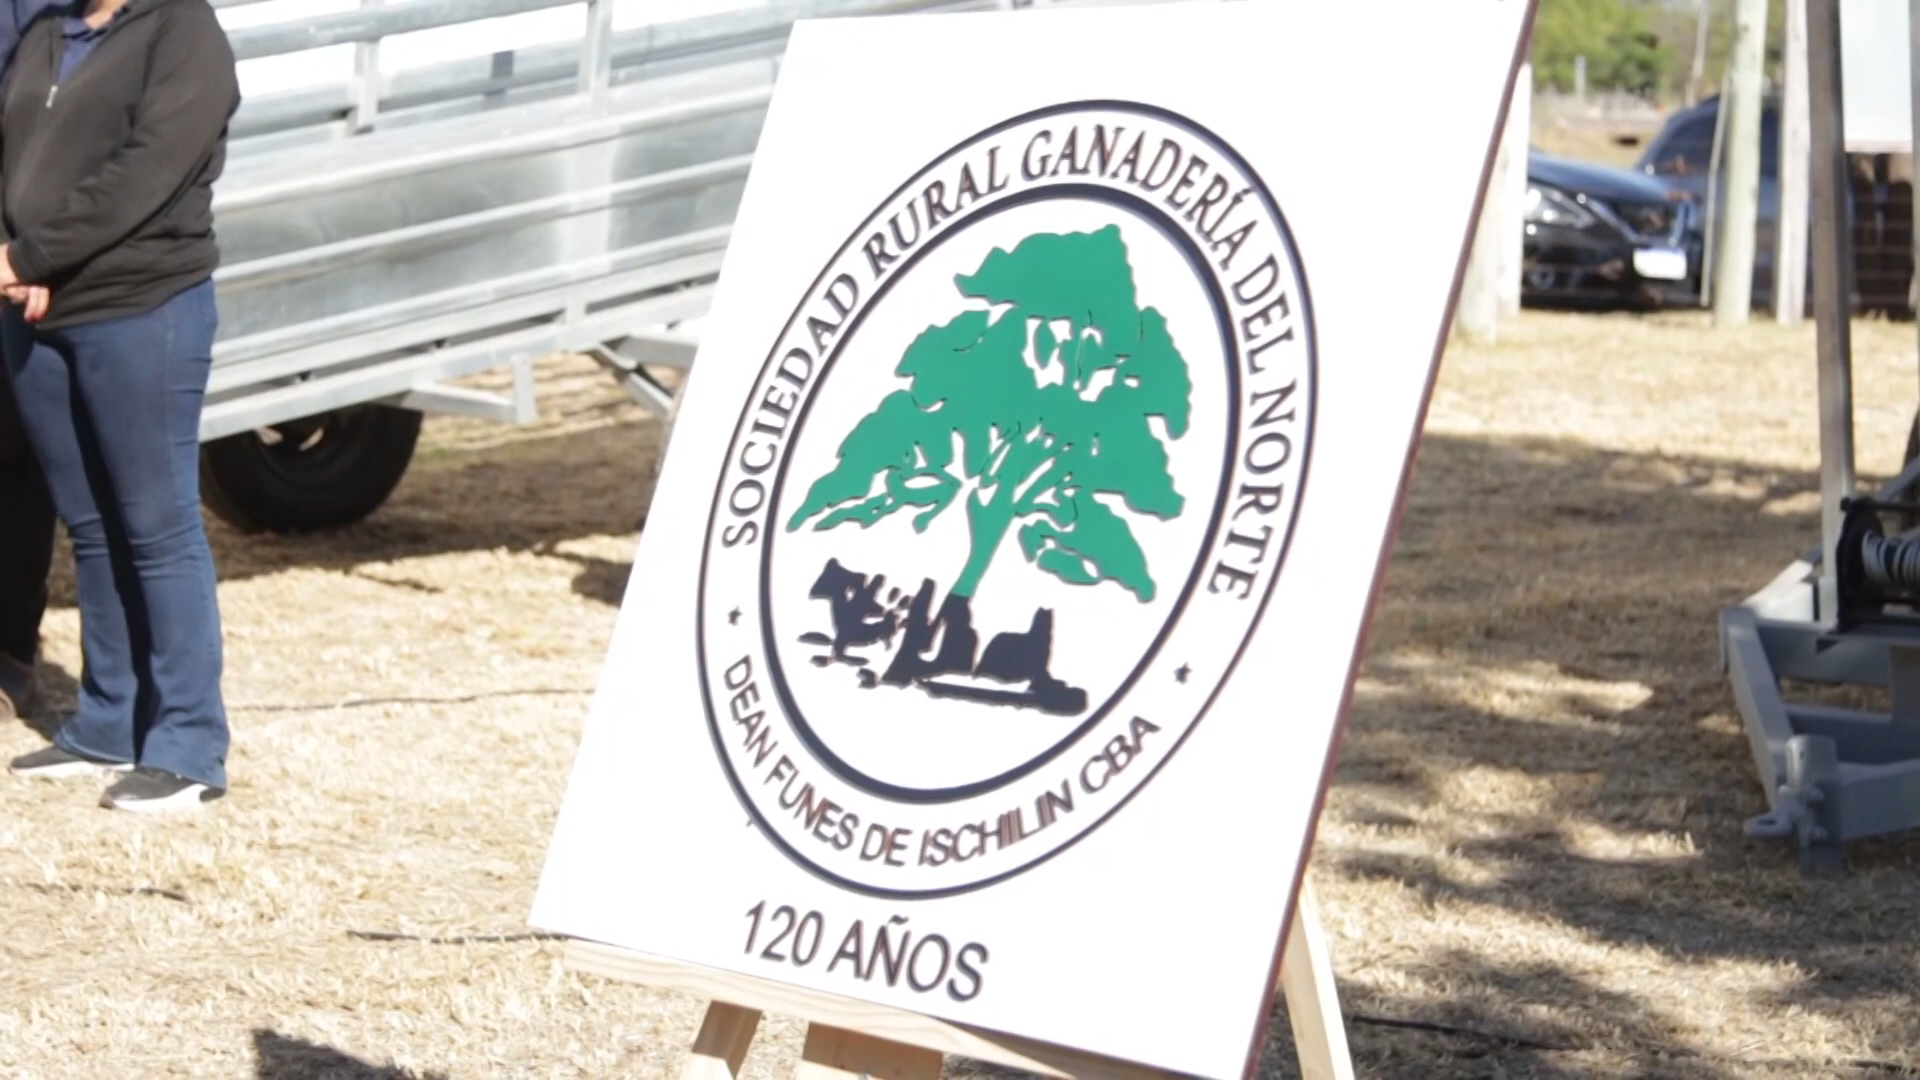 SOCIEDAD RURAL GANADERÍA DEL NORTE
DEAN FUNES DE ISCHILIN CBA
120 AÑOS